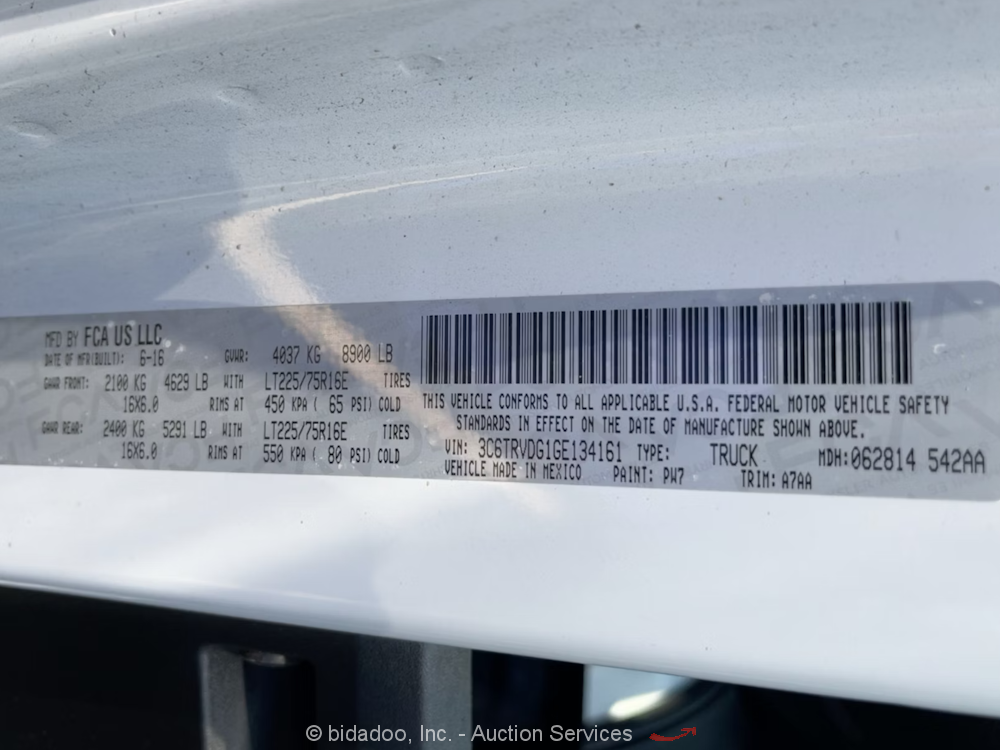 MFD BY FCA US LLC
DATE OF MFR(BUILT): 6-16 GVWR: 4037 KG 8900 LB
GAWR FRONT: 2100 KG 4629 LB WITH LT225/75R16E TIRES
16X6.0 RIMS AT 450 KPA ( 65 PSI) COLD
GAWR REAR: 2400 KG 5291 LB WITH LT225/75R16E TIRES
16X6.0 RIMS AT 550 KPA ( 80 PSI) COLD
THIS VEHICLE CONFORMS TO ALL APPLICABLE U.S.A. FEDERAL MOTOR VEHICLE SAFETY
STANDARDS IN EFFECT ON THE DATE OF MANUFACTURE SHOWN ABOVE.
VIN: 3C6TRVDG1GE134161 TYPE: TRUCK MDH: 062814 542AA
VEHICLE MADE IN MEXICO PAINT: PW7 TRIM: A7AA
© bidadoo, Inc. - Auction Services